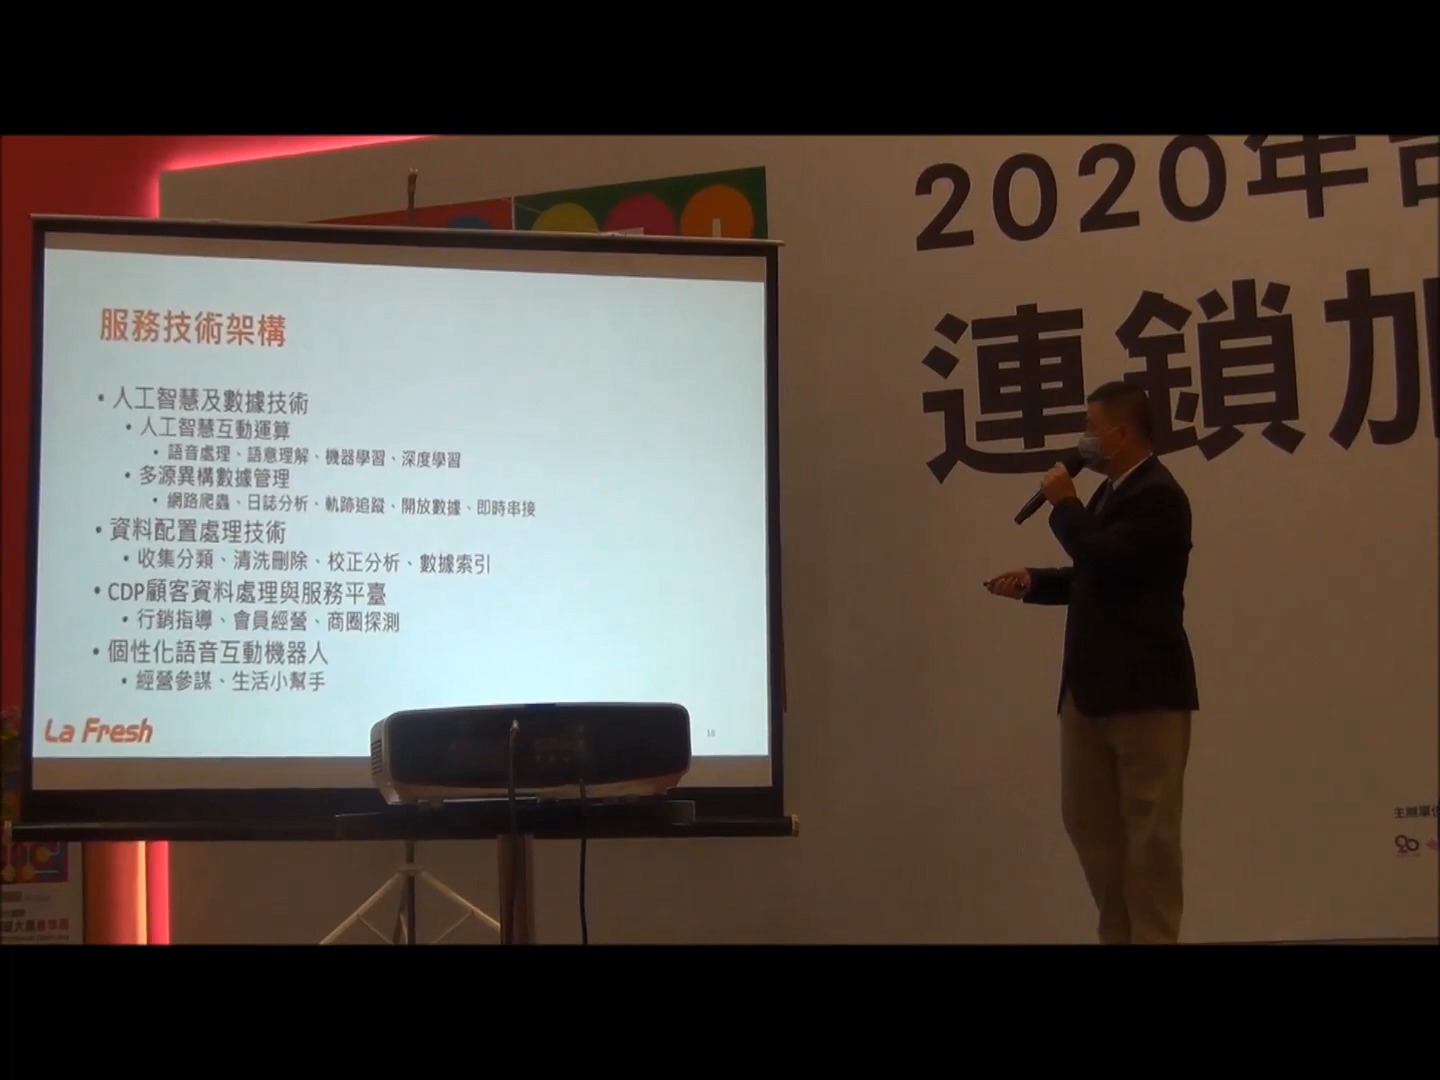 2020年
連鎖加
服務技術架構
• 人工智慧及數據技術
• 人工智慧互動運算
• 語音處理、語意理解、機器學習、深度學習
• 多源異構數據管理
• 網路爬蟲、日誌分析、軌跡追蹤、開放數據、即時串接
• 資料配置處理技術
• 收集分類、清洗刪除、校正分析、數據索引
• CDP顧客資料處理與服務平臺
• 行銷指導、會員經營、商圈探測
• 個性化語音互動機器人
• 經營參謀、生活小幫手
La Fresh
18
主辦單位